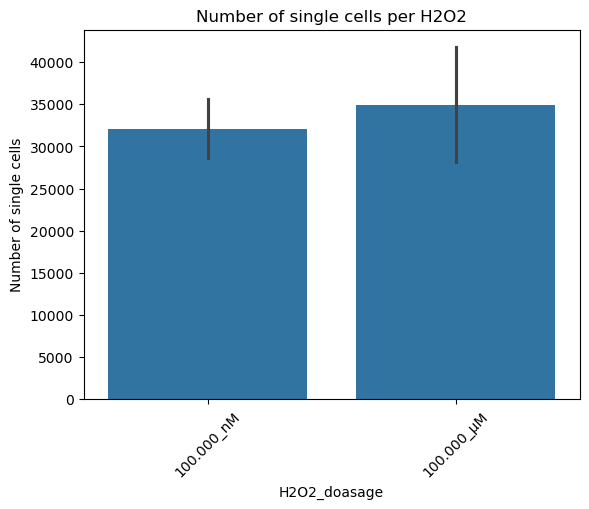 Number of single cells per H2O2
Number of single cells
40000
35000
30000
25000
20000
15000
10000
5000
0
100.000_nM
100.000_μM
H2O2_doasage